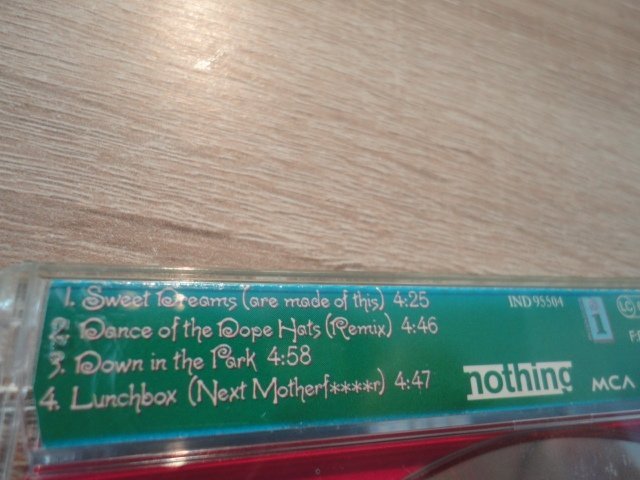 1. Sweet Dreams (are made of this) 4:25
2. Dance of the Dope Hats (Remix) 4:46
3. Down in the Park 4:58
4. Lunchbox (Next Motherf****r) 4:47
IND 95504
i
LC
nothing
MCA